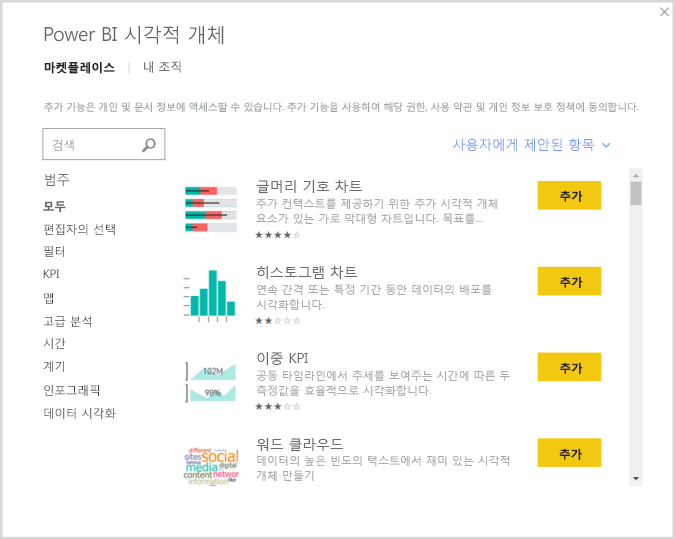 Power BI 시각적 개체
마켓플레이스 | 내 조직
추가 기능은 개인 및 문서 정보에 액세스할 수 있습니다. 추가 기능을 사용하여 해당 권한, 사용 약관 및 개인 정보 보호 정책에 동의합니다.
검색
사용자에게 제안된 항목
범주
모두
편집자의 선택
필터
KPI
맵
고급 분석
시간
계기
인포그래픽
데이터 시각화
글머리 기호 차트
추가 컨텍스트를 제공하기 위한 추가 시각적 개체
요소가 있는 가로 막대형 차트입니다. 목표를...
추가
히스토그램 차트
연속 간격 또는 특정 기간 동안 데이터의 배포를
시각화합니다.
추가
102M
98%
이중 KPI
공동 타임라인에서 추세를 보여주는 시간에 따른 두
측정값을 효율적으로 시각화합니다.
추가
different
sites social
media digital
content networ
information like
워드 클라우드
데이터의 높은 빈도의 텍스트에서 재미 있는 시각적
개체 만들기
추가